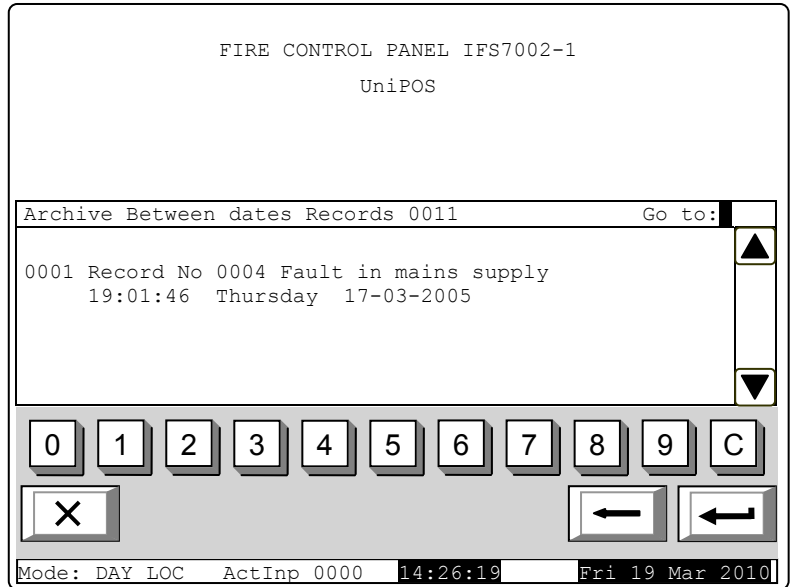 FIRE CONTROL PANEL IFS7002-1
UniPOS
Archive Between dates Records 0011 Go to:
0001 Record No 0004 Fault in mains supply
19:01:46 Thursday 17-03-2005
0 1 2 3 4 5 6 7 8 9 C
Mode: DAY LOC ActInp 0000 14:26:19 Fri 19 Mar 2010